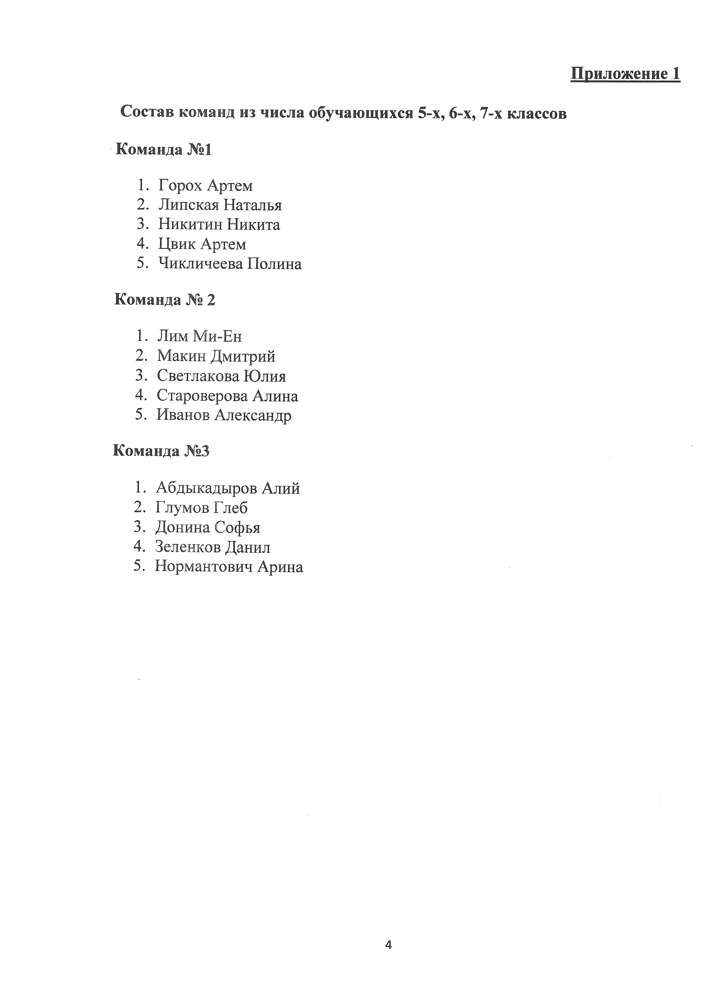 Приложение 1
Состав команд из числа обучающихся 5-х, 6-х, 7-х классов
Команда №1
1. Горох Артем
2. Липская Наталья
3. Никитин Никита
4. Цвик Артем
5. Чикличеева Полина
Команда № 2
1. Лим Ми-Ен
2. Макин Дмитрий
3. Светлакова Юлия
4. Староверова Алина
5. Иванов Александр
Команда №3
1. Абдыкадыров Алий
2. Глумов Глеб
3. Донина Софья
4. Зеленков Данил
5. Нормантович Арина
4